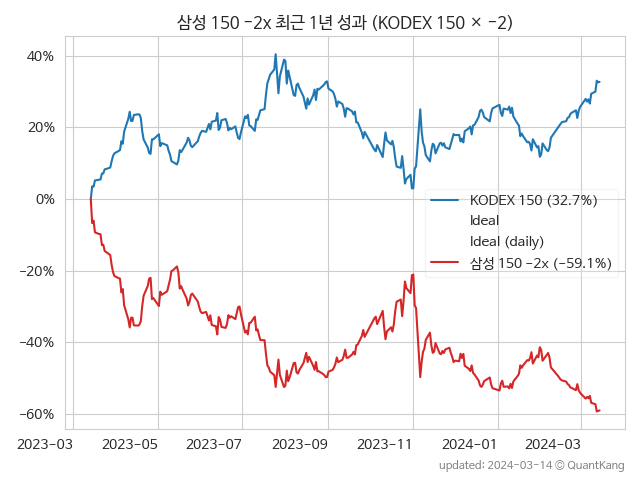 삼성 150 −2x 최근 1년 성과 (KODEX 150 × −2)
40%
20%
0%
−20%
−40%
−60%
KODEX 150 (32.7%)
Ideal
Ideal (daily)
삼성 150 −2x (−59.1%)
2023-03 2023-05 2023-07 2023-09 2023-11 2024-01 2024-03
updated: 2024-03-14 © QuantKang